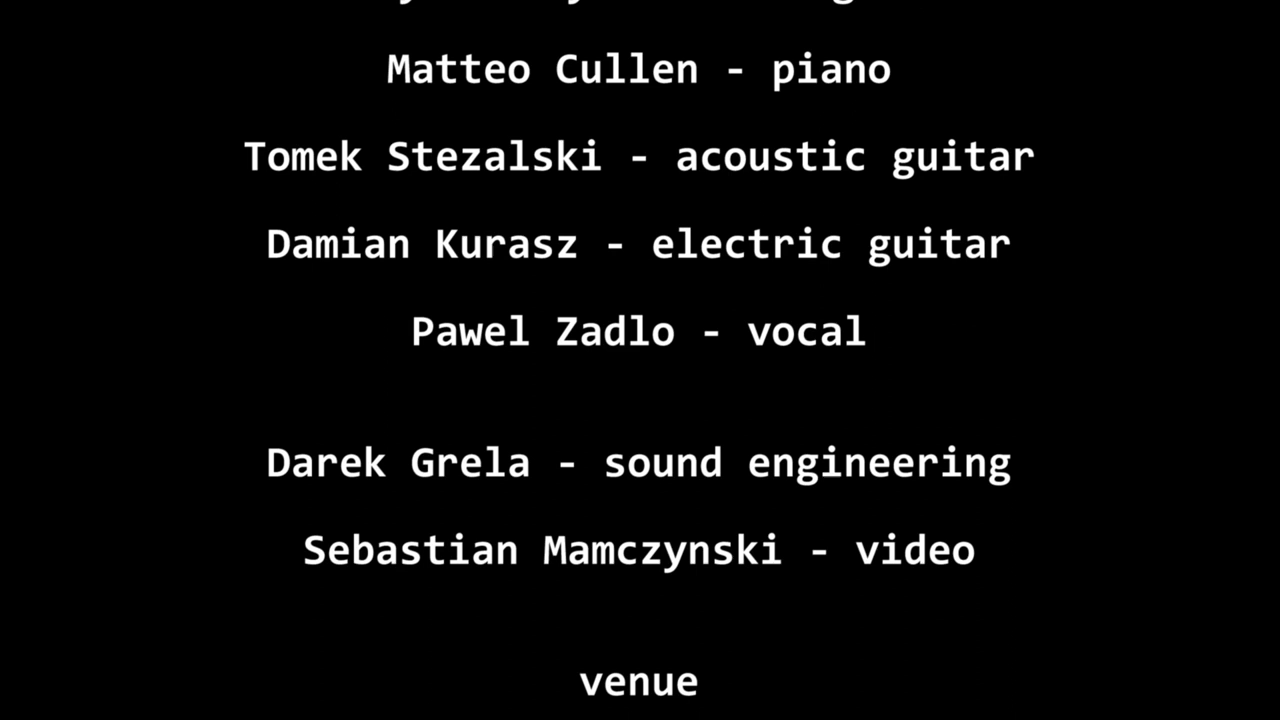 Matteo Cullen - piano
Tomek Stezalski - acoustic guitar
Damian Kurasz - electric guitar
Pawel Zadlo - vocal
Darek Grela - sound engineering
Sebastian Mamczynski - video
venue